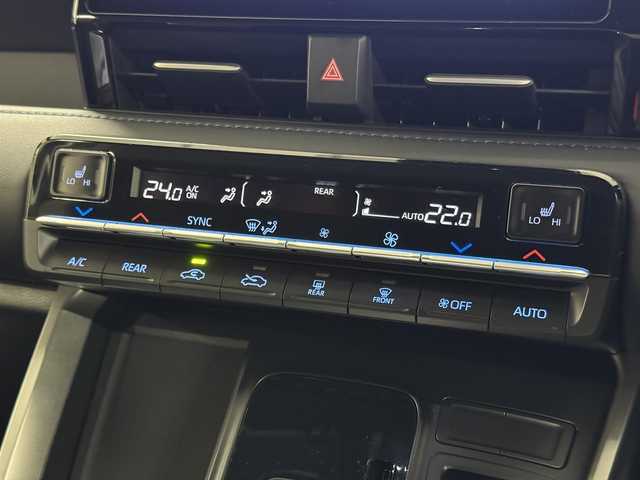 LO HI
24.0 A/C ON
REAR
AUTO 22.0
LO HI
SYNC
A/C
REAR
REAR
FRONT
OFF
AUTO